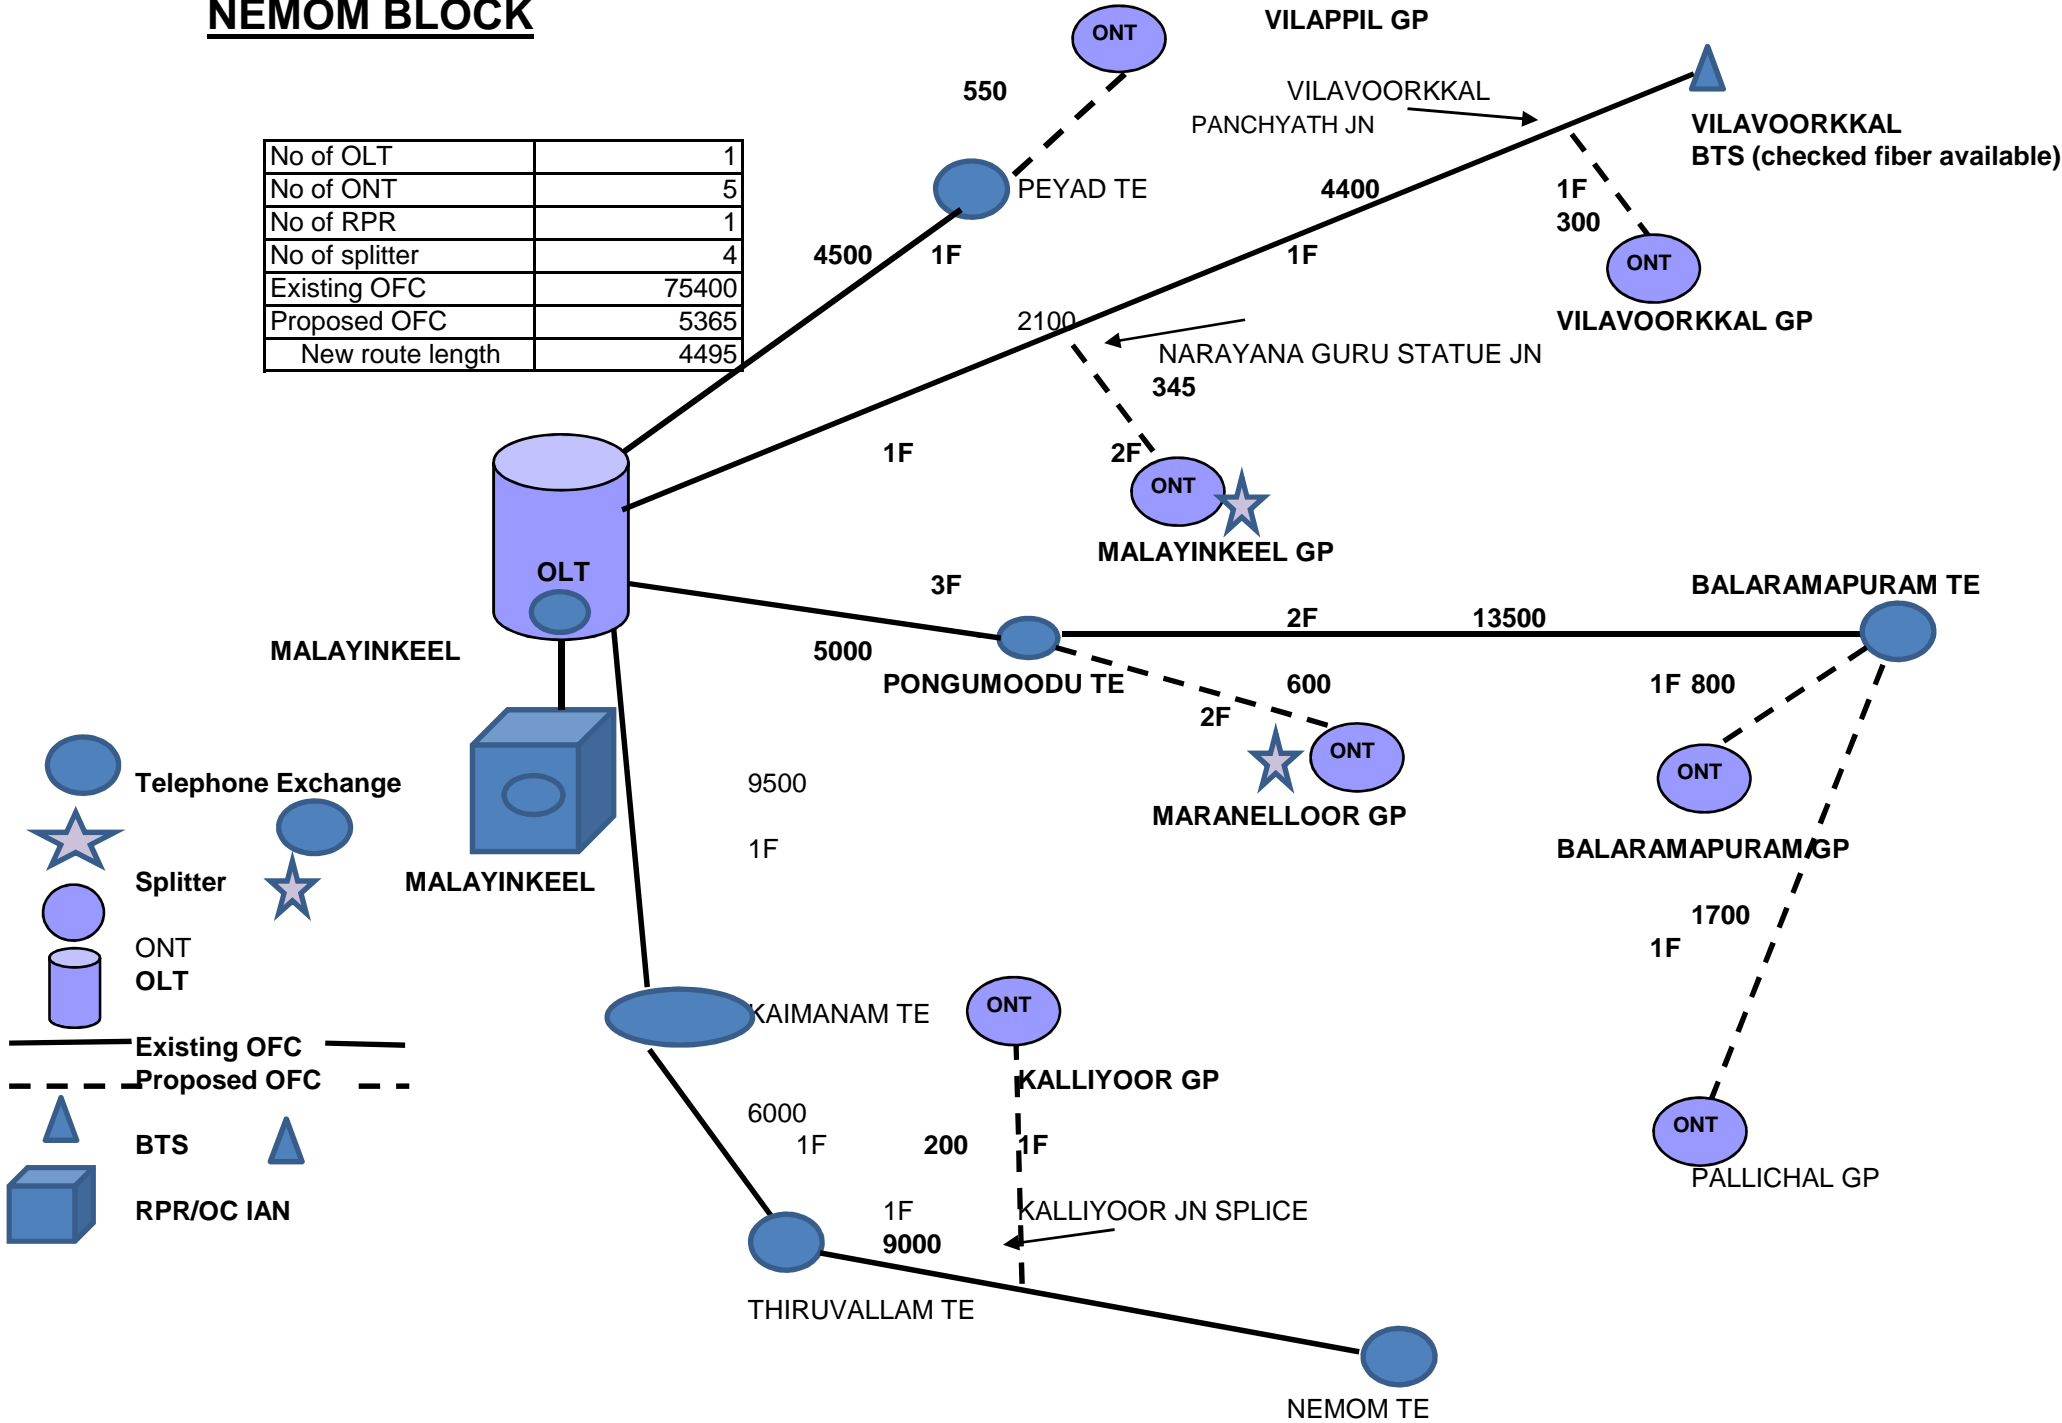 NEMOM BLOCK
ONT
VILAPPIL GP
550
VILAVOORKKAL
PANCHYATH JN
VILAVOORKKAL
BTS (checked fiber available)
No of OLT 1
No of ONT 5
No of RPR 1
No of splitter 4
Existing OFC 75400
Proposed OFC 5365
New route length 4495
PEYAD TE
4400
1F
300
4500
1F
1F
ONT
2100
VILAVOORKKAL GP
NARAYANA GURU STATUE JN
345
1F
2F
ONT
MALAYINKEEL GP
OLT
3F
BALARAMAPURAM TE
2F
13500
MALAYINKEEL
5000
PONGUMOODU TE
600
1F 800
2F
ONT
ONT
Telephone Exchange
9500
MARANELLOOR GP
1F
BALARAMAPURAM GP
Splitter
MALAYINKEEL
1700
ONT
1F
OLT
KAIMANAM TE
ONT
Existing OFC
Proposed OFC
KALLIYOOR GP
6000
1F
200
1F
ONT
BTS
PALLICHAL GP
RPR/OC IAN
1F
KALLIYOOR JN SPLICE
9000
THIRUVALLAM TE
NEMOM TE